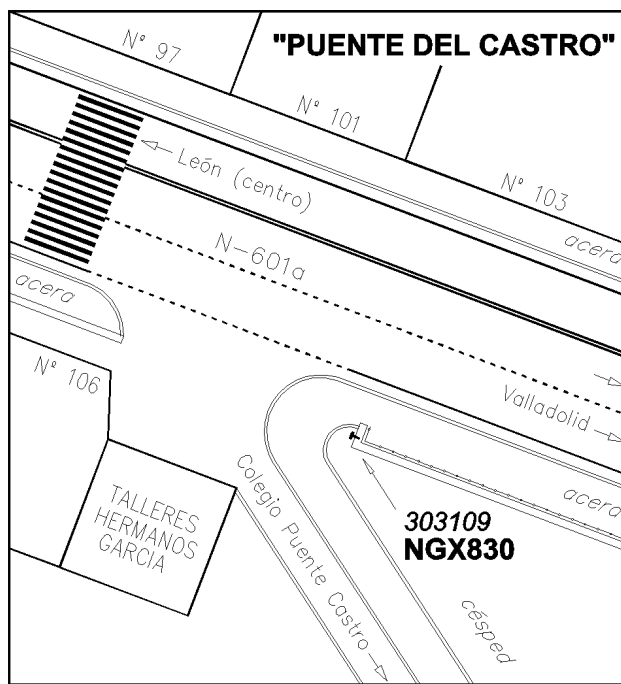 "PUENTE DEL CASTRO"
Nº 97
Nº 101
Nº 103
León (centro)
acera
N-601a
acera
Valladolid
Nº 106
acera
TALLERES
HERMANOS
GARCIA
Colegio Puente Castro
303109
NGX830
césped